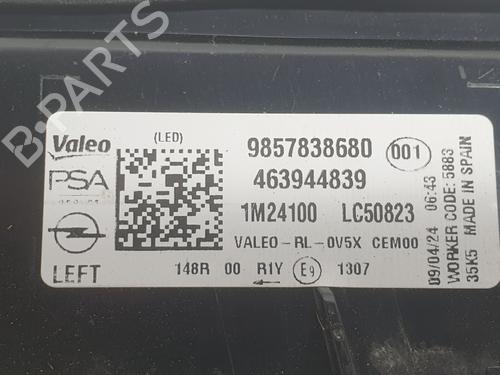 Valeo
(LED)
9857838680 001
PSA
463944839
1M24100 LC50823
VALEO-RL-0V5X CEM00
LEFT
148R 00 R1Y E9 1307
09/04/24 06:43
WORKER CODE: 5883
35K5 MADE IN SPAIN
B-PARTS